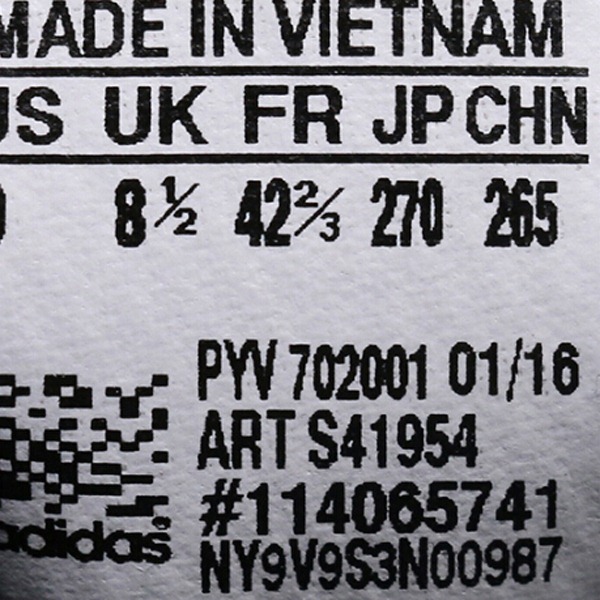 MADE IN VIETNAM
US UK FR JP CHN
8½ 42⅔ 270 265
PYV 702001 01/16
ART S41954
#114065741
adidas®
NY9V9S3N00987